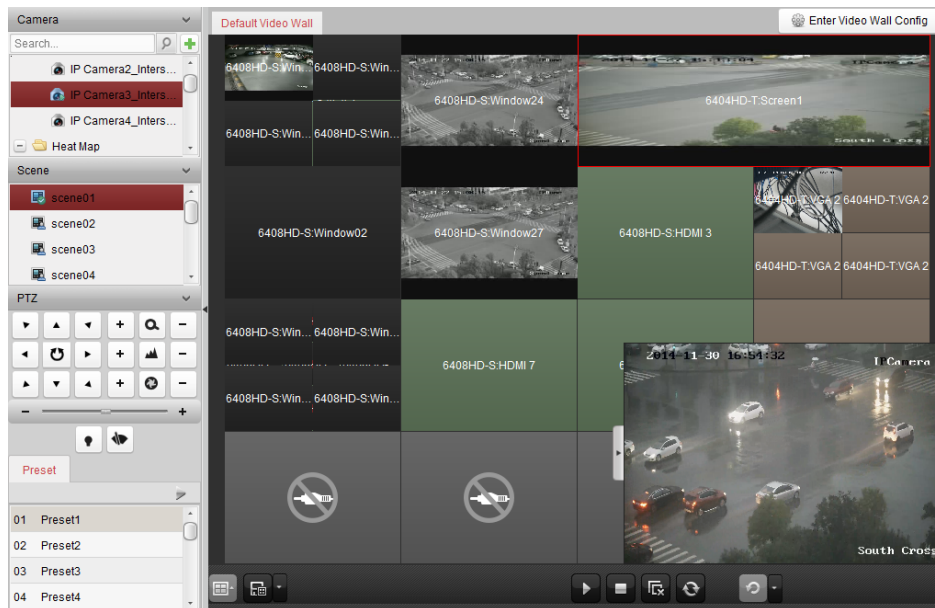 Camera
Search...
IP Camera2_Inters...
IP Camera3_Inters...
IP Camera4_Inters...
Heat Map
Scene
scene01
scene02
scene03
scene04
PTZ
Preset
01 Preset1
02 Preset2
03 Preset3
04 Preset4
Default Video Wall
Enter Video Wall Config
6408HD-S:Win... 6408HD-S:Win...
6408HD-S:Window24
6404HD-T:Screen1
6408HD-S:Win... 6408HD-S:Win...
South Cross
6408HD-S:Window02
6408HD-S:Window27
6408HD-S:HDMI 3
6404HD-T:VGA 2 6404HD-T:VGA 2
6404HD-T:VGA 2 6404HD-T:VGA 2
6408HD-S:Win... 6408HD-S:Win...
6408HD-S:HDMI 7
6408HD-S:Win... 6408HD-S:Win...
2014-11-30 16:54:32
IPCamera
South Cross